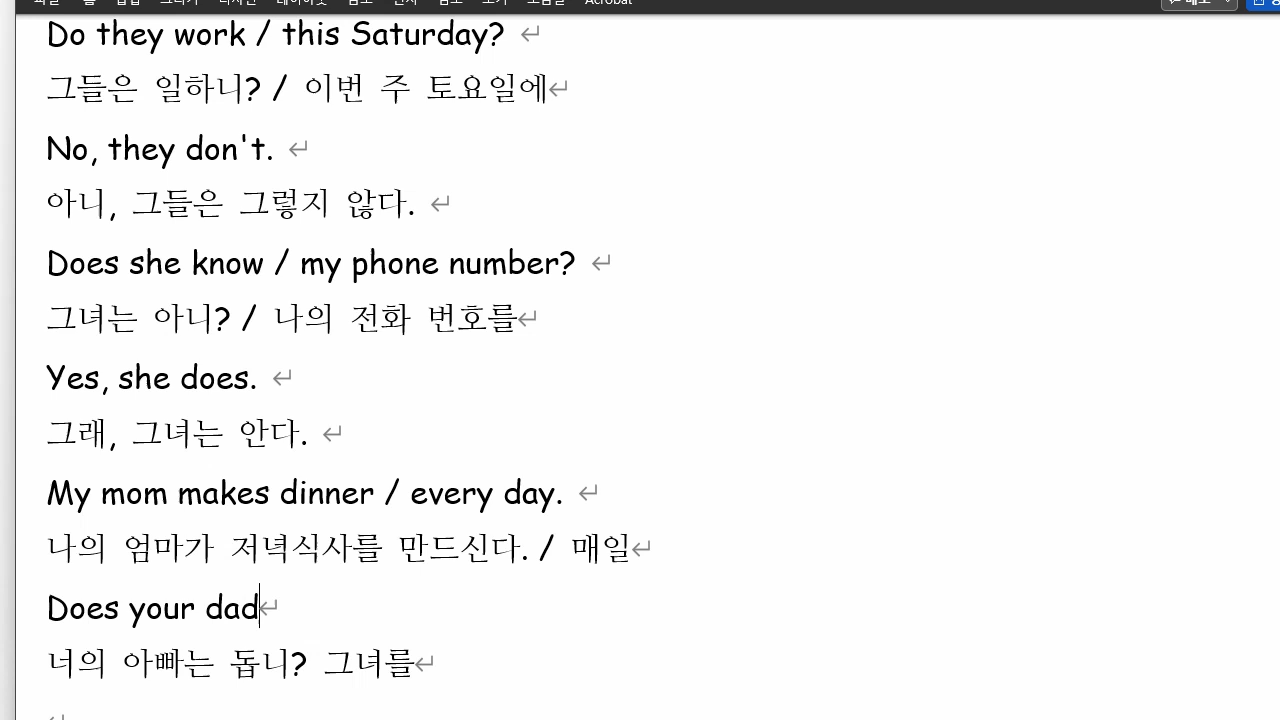 Acrobat
Do they work / this Saturday?
그들은 일하니? / 이번 주 토요일에
No, they don't.
아니, 그들은 그렇지 않다.
Does she know / my phone number?
그녀는 아니? / 나의 전화 번호를
Yes, she does.
그래, 그녀는 안다.
My mom makes dinner / every day.
나의 엄마가 저녁식사를 만드신다. / 매일
Does your dad
너의 아빠는 돕니? 그녀를